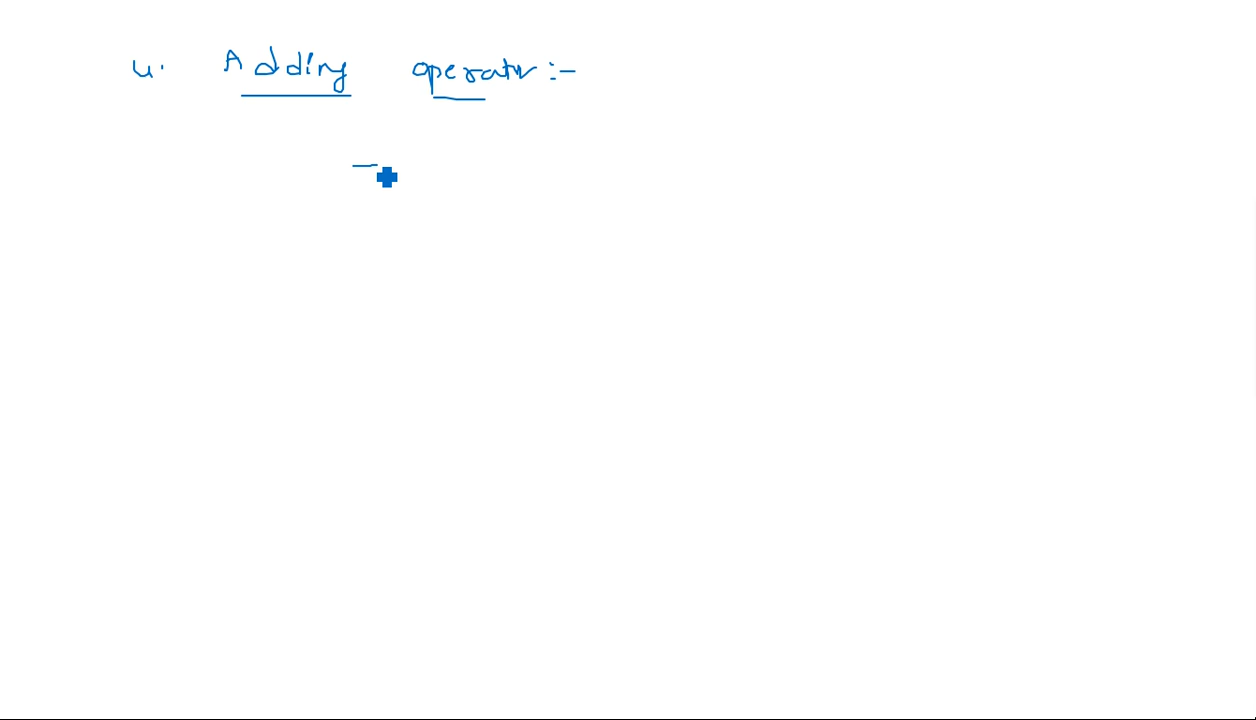 4. Adding operator :-